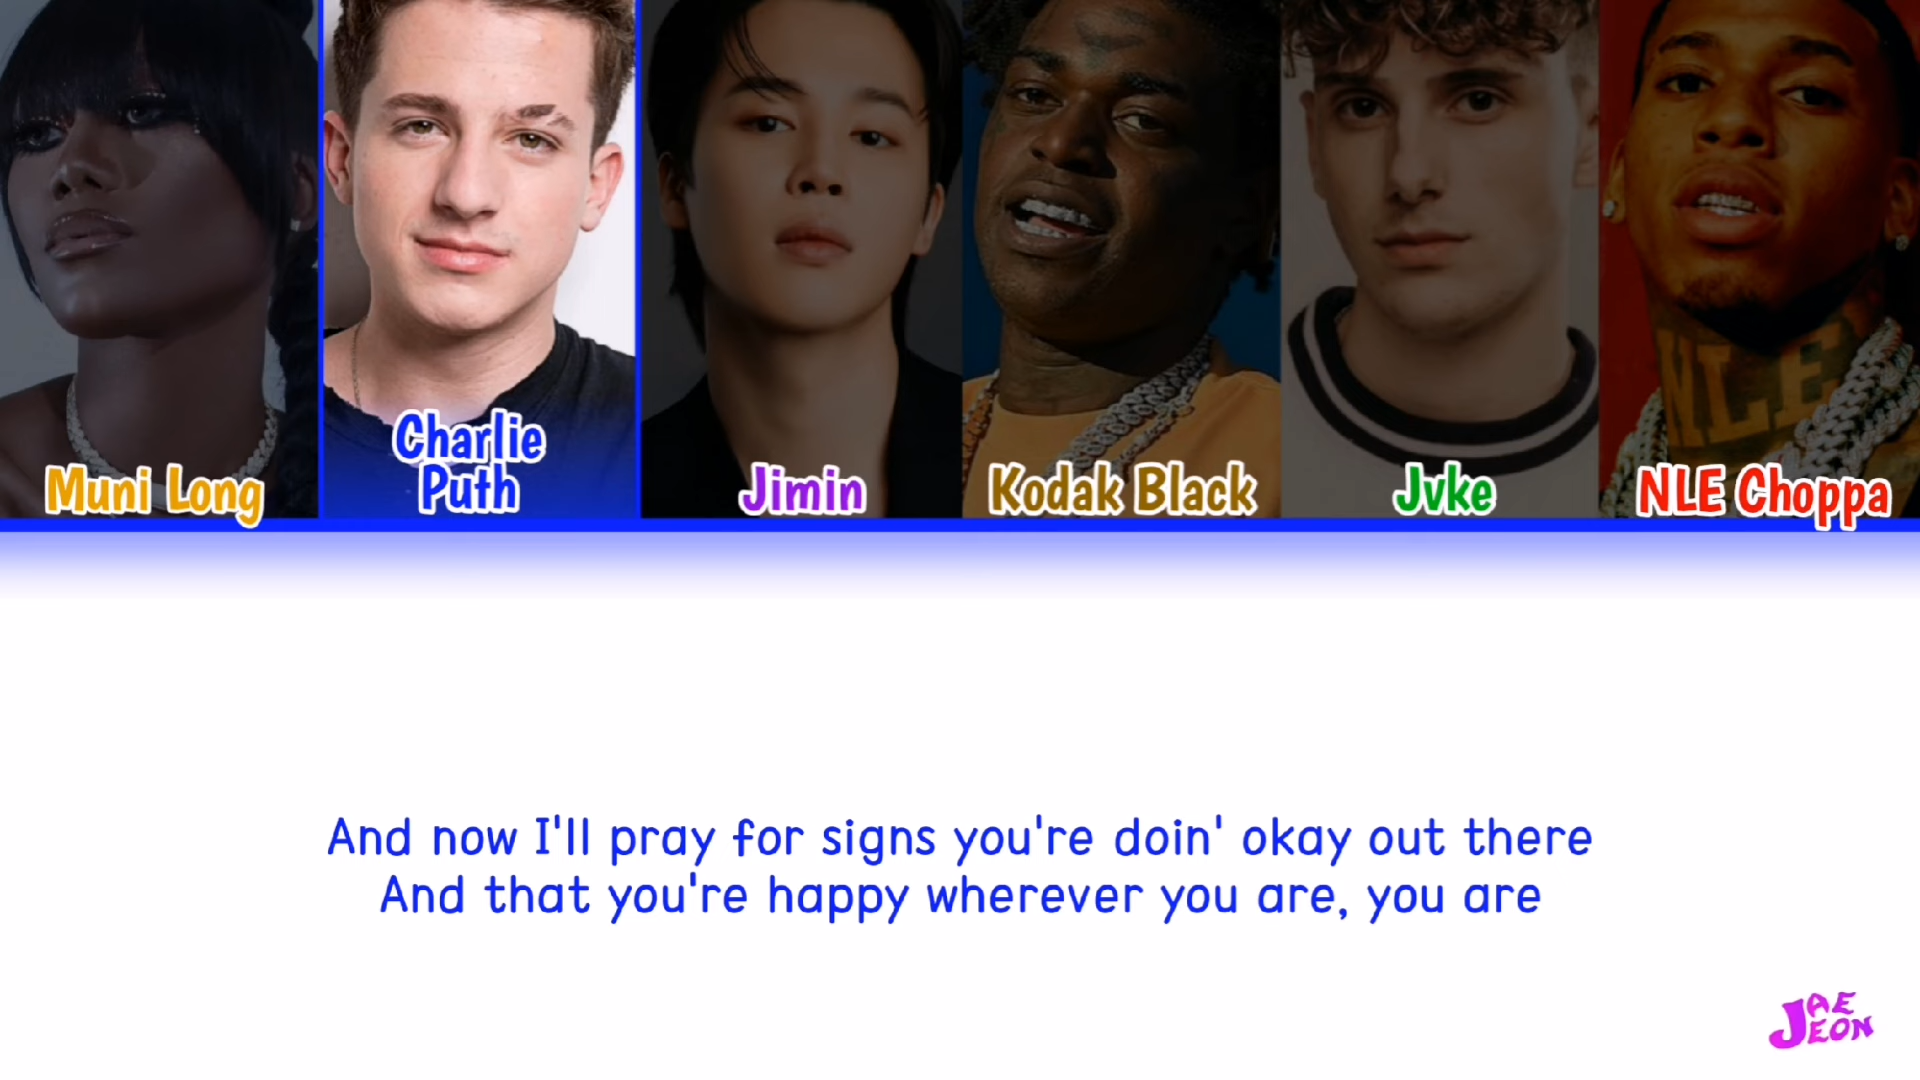 NLE
Muni Long
Charlie
Puth
Jimin
Kodak Black
Jvke
NLE Choppa
And now I'll pray for signs you're doin' okay out there
And that you're happy wherever you are, you are
JAE
JEON